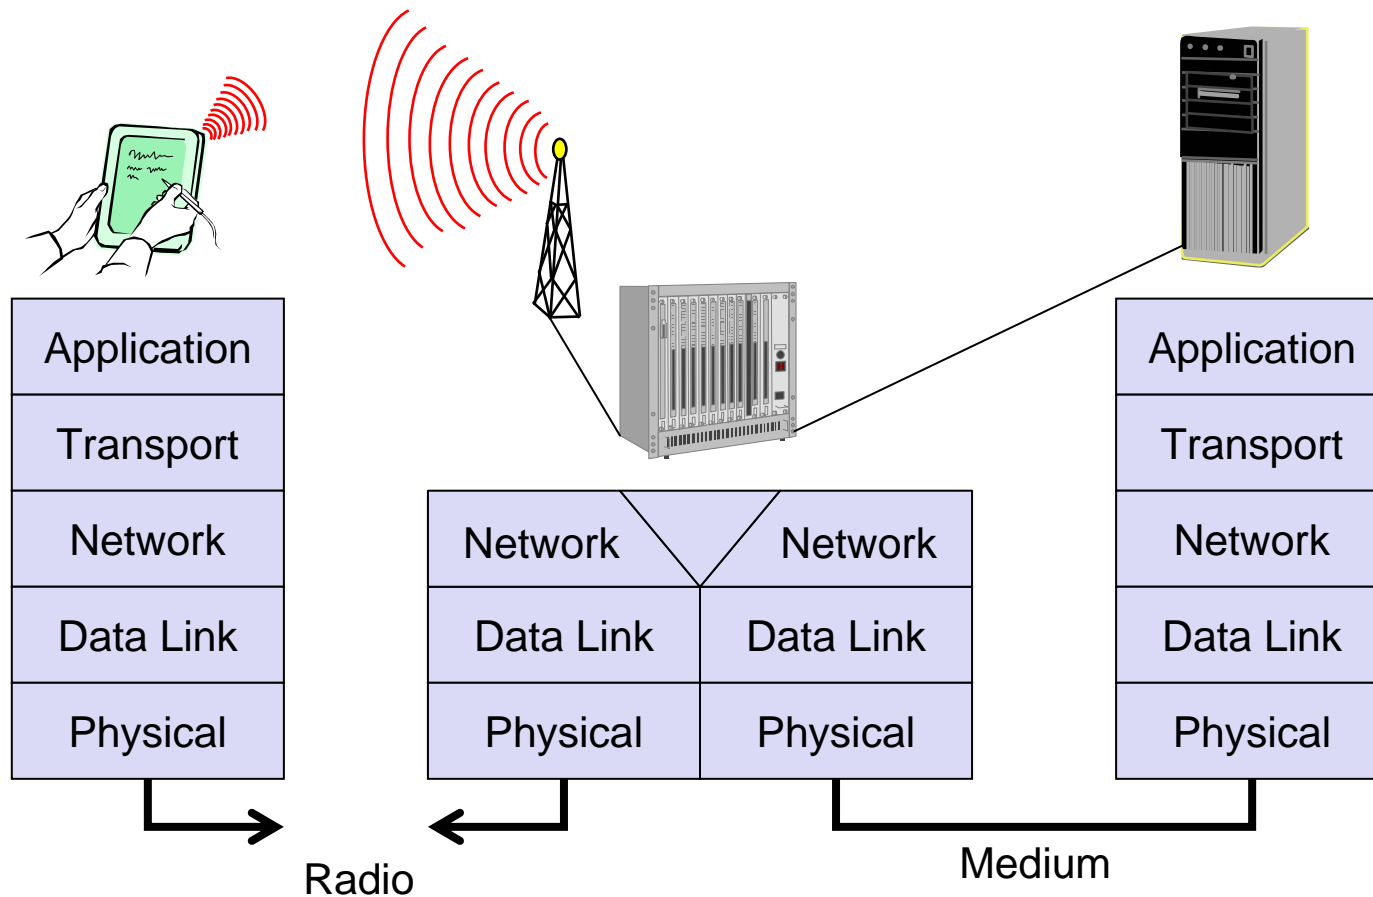 Application
Transport
Network
Data Link
Physical
Network
Network
Data Link
Data Link
Physical
Physical
Application
Transport
Network
Data Link
Physical
Radio
Medium